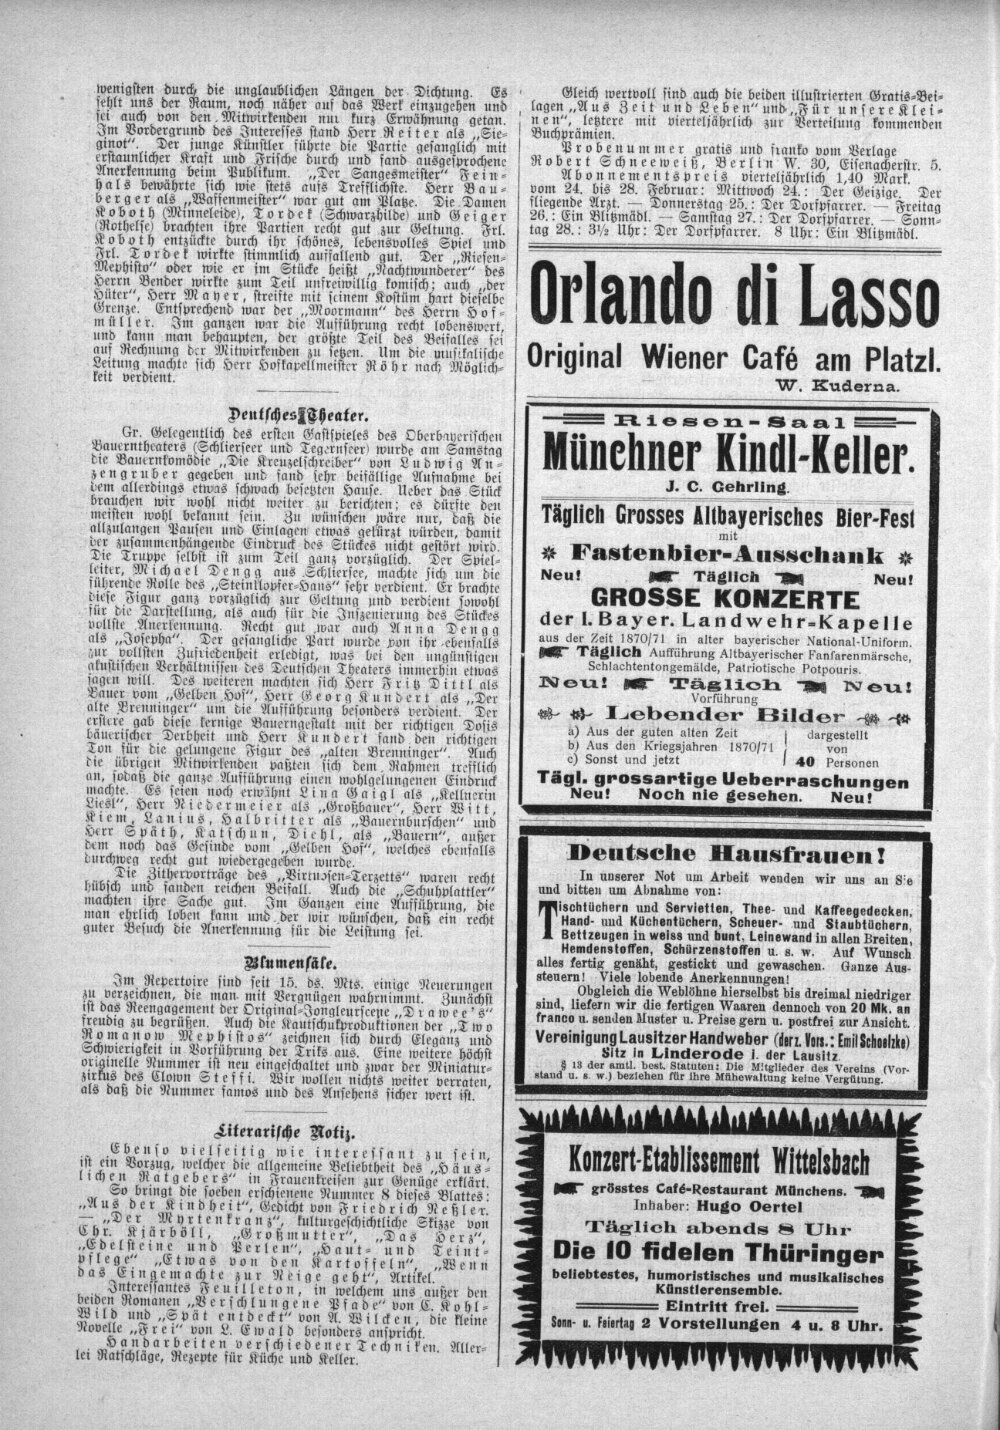 wenigsten durch die unglaublichen Längen der Dichtung. Es
fehlt uns der Raum, noch näher auf das Werk einzugehen und
sei auch von den Mitwirkenden nur kurz Erwähnung getan.
Im Vordergrund des Interesses stand Herr Reiter als „Sie-
ginot". Der junge Künstler führte die Partie gesanglich mit
erstaunlicher Kraft und Frische durch und fand ausgesprochene
Anerkennung beim Publikum. „Der Sangesmeister" Fein-
hals bewährte sich wie stets aufs Trefflichste. Herr Bau-
berger als „Waffenmeister" war gut am Platze. Die Damen
Koboth (Minneleide), Tordek (Schwarzhilde) und Geiger
(Rothelse) brachten ihre Partien recht gut zur Geltung. Frl.
Koboth entzückte durch ihr schönes, lebensvolles Spiel und
Frl. Tordek wirkte stimmlich auffallend gut. Der „Riesen-
Mephisto" oder wie er im Stücke heißt „Nachtwunderer" des
Herrn Bender wirkte zum Teil unfreiwillig komisch; auch „der
Hüter", Herr Mayer, streifte mit seinem Kostüm hart dieselbe
Grenze. Entsprechend war der „Moormann" des Herrn Hof-
müller. Im ganzen war die Aufführung recht lobenswert,
und kann man behaupten, der größte Teil des Beifalles sei
auf Rechnung der Mitwirkenden zu setzen. Um die musikalische
Leitung machte sich Herr Hofkapellmeister Röhr nach Möglich-
keit verdient.
Deutsches Theater.
Gr. Gelegentlich des ersten Gastspieles des Oberbayerischen
Bauerntheaters (Schlierseer und Tegernseer) wurde am Samstag
die Bauernkomödie „Die Kreuzelschreiber" von Ludwig An-
zengruber gegeben und fand sehr beifällige Aufnahme bei
dem allerdings etwas schwach besetzten Hause. Ueber das Stück
brauchen wir wohl nicht weiter zu berichten; es dürfte den
meisten wohl bekannt sein. Zu wünschen wäre nur, daß die
allzulangen Pausen und Einlagen etwas gekürzt würden, damit
der zusammenhängende Eindruck des Stückes nicht gestört wird.
Die Truppe selbst ist zum Teil ganz vorzüglich. Der Spiel-
leiter, Michael Dengg aus Schliersee, machte sich um die
führende Rolle des „Steinklopfer-Hans" sehr verdient. Er brachte
diese Figur ganz vorzüglich zur Geltung und verdient sowohl
für die Darstellung, als auch für die Inszenierung des Stückes
vollste Anerkennung. Recht gut war auch Anna Dengg
als „Josepha". Der gesangliche Part wurde von ihr ebenfalls
zur vollsten Zufriedenheit erledigt, was bei den ungünstigen
akustischen Verhältnissen des Deutschen Theaters immerhin etwas
sagen will. Des weiteren machten sich Herr Fritz Dittl als
Bauer vom „Gelben Hof", Herr Georg Kundert als „Der
alte Brenninger" um die Aufführung besonders verdient. Der
erstere gab diese kernige Bauerngestalt mit der richtigen Dosis
bäuerischer Derbheit und Herr Kundert fand den richtigen
Ton für die gelungene Figur des „alten Brenninger". Auch
die übrigen Mitwirkenden paßten sich dem Rahmen trefflich
an, sodaß die ganze Aufführung einen wohlgelungenen Eindruck
machte. Es seien noch erwähnt Lina Gaigl als „Kellnerin
Liesl", Herr Niedermeier als „Großbauer", Herr Witt,
Kiem, Lanius, Halbritter als „Bauernburschen" und
Herr Späth, Katschun, Diehl, als „Bauern", außer
dem noch das Gesinde vom „Gelben Hof", welches ebenfalls
durchweg recht gut wiedergegeben wurde.
Die Zithervorträge des „Virtuosen-Terzetts" waren recht
hübsch und fanden reichen Beifall. Auch die „Schuhplattler"
machten ihre Sache gut. Im Ganzen eine Aufführung, die
man ehrlich loben kann und der wir wünschen, daß ein recht
guter Besuch die Anerkennung für die Leistung sei.
Blumensäle.
Im Repertoire sind seit 15. ds. Mts. einige Neuerungen
zu verzeichnen, die man mit Vergnügen wahrnimmt. Zunächst
ist das Reengagement der Original-Jongleurscene „Drawee's"
freudig zu begrüßen. Auch die Kautschukproduktionen der „Two
Romanow Mephistos" zeichnen sich durch Eleganz und
Schwierigkeit in Vorführung der Triks aus. Eine weitere höchst
originelle Nummer ist neu eingeschaltet und zwar der Miniatur-
zirkus des Clown Steffi. Wir wollen nichts weiter verraten,
als daß die Nummer famos und des Ansehens sicher wert ist.
Literarische Notiz.
Ebenso vielseitig wie interessant zu sein,
ist ein Vorzug, welcher die allgemeine Beliebtheit des „Häus-
lichen Ratgebers" in Frauenkreisen zur Genüge erklärt.
So bringt die soeben erschienene Nummer 8 dieses Blattes:
„Aus der Kindheit", Gedicht von Friedrich Reßler.
— „Der Myrtenkranz", kulturgeschichtliche Skizze von
Chr. Kjärböll, „Großmutter", „Das Herz",
„Edelsteine und Perlen", „Haut- und Teint-
pflege" „Etwas von den Kartoffeln", „Wenn
das Eingemachte zur Neige geht", Artikel.
Interessantes Feuilleton, in welchem uns außer den
beiden Romanen „Verschlungene Pfade" von C. Kohl-
Wild und „Spät entdeckt" von A. Wilcken, die kleine
Novelle „Frei" von L. Ewald besonders anspricht.
Handarbeiten verschiedener Techniken. Aller-
lei Ratschläge, Rezepte für Küche und Keller.
Gleich wertvoll sind auch die beiden illustrierten Gratis-Bei-
lagen „Aus Zeit und Leben" und „Für unsere Klei-
nen", letztere mit vierteljährlich zur Verteilung kommenden
Buchprämien.
Probenummer gratis und franko vom Verlage
Robert Schneeweiß, Berlin W. 30, Eisenacherstr. 5.
Abonnementspreis vierteljährlich 1,40 Mark.
vom 24. bis 28. Februar: Mittwoch 24.: Der Geizige. Der
fliegende Arzt. — Donnerstag 25.: Der Dorfpfarrer. — Freitag
26.: Ein Blitzmädl. — Samstag 27.: Der Dorfpfarrer. — Sonn-
tag 28.: 3½ Uhr: Der Dorfpfarrer. 8 Uhr: Ein Blitzmädl.
Orlando di Lasso
Original Wiener Café am Platzl.
W. Kuderna.
Riesen-Saal
Münchner Kindl-Keller.
J. C. Gehrling.
Täglich Grosses Altbayerisches Bier-Fest
mit
Fastenbier-Ausschank
Neu! Täglich Neu!
GROSSE KONZERTE
der I. Bayer. Landwehr-Kapelle
aus der Zeit 1870/71 in alter bayerischer National-Uniform.
Täglich Aufführung Altbayerischer Fanfarenmärsche,
Schlachtentongemälde, Patriotische Potpouris.
Neu! Täglich Neu!
Vorführung
Lebender Bilder
a) Aus der guten alten Zeit
b) Aus den Kriegsjahren 1870/71
c) Sonst und jetzt
dargestellt
von
40 Personen
Tägl. grossartige Ueberraschungen
Neu! Noch nie gesehen. Neu!
Deutsche Hausfrauen!
In unserer Not um Arbeit wenden wir uns an Sie
und bitten um Abnahme von:
Tischtüchern und Servietten, Thee- und Kaffeegedecken,
Hand- und Küchentüchern, Scheuer- und Staubtüchern,
Bettzeugen in weiss und bunt, Leinewand in allen Breiten,
Hemdenstoffen, Schürzenstoffen u. s. w. Auf Wunsch
alles fertig genäht, gestickt und gewaschen. Ganze Aus-
steuern! Viele lobende Anerkennungen!
Obgleich die Weblöhne hierselbst bis dreimal niedriger
sind, liefern wir die fertigen Waaren dennoch von 20 Mk. an
franco u. senden Muster u. Preise gern u. postfrei zur Ansicht.
Vereinigung Lausitzer Handweber (derz. Vors.: Emil Schoelzke)
Sitz in Linderode i. der Lausitz
§ 13 der amtl. best. Statuten: Die Mitglieder des Vereins (Vor-
stand u. s. w.) beziehen für ihre Mühewaltung keine Vergütung.
Konzert-Etablissement Wittelsbach
grösstes Café-Restaurant Münchens.
Inhaber: Hugo Oertel
Täglich abends 8 Uhr
Die 10 fidelen Thüringer
beliebtestes, humoristisches und musikalisches
Künstlerensemble.
Eintritt frei.
Sonn- u. Feiertag 2 Vorstellungen 4 u. 8 Uhr.